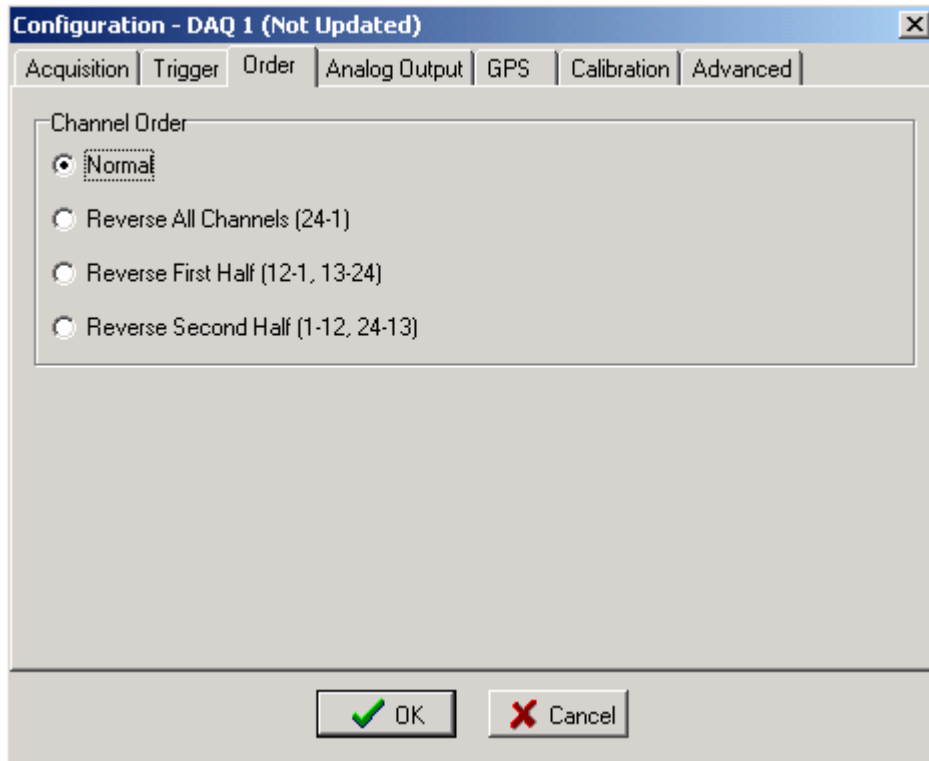 Configuration - DAQ 1 (Not Updated)
Acquisition Trigger Order Analog Output GPS Calibration Advanced
Channel Order
Normal
Reverse All Channels (24-1)
Reverse First Half (12-1, 13-24)
Reverse Second Half (1-12, 24-13)
OK Cancel